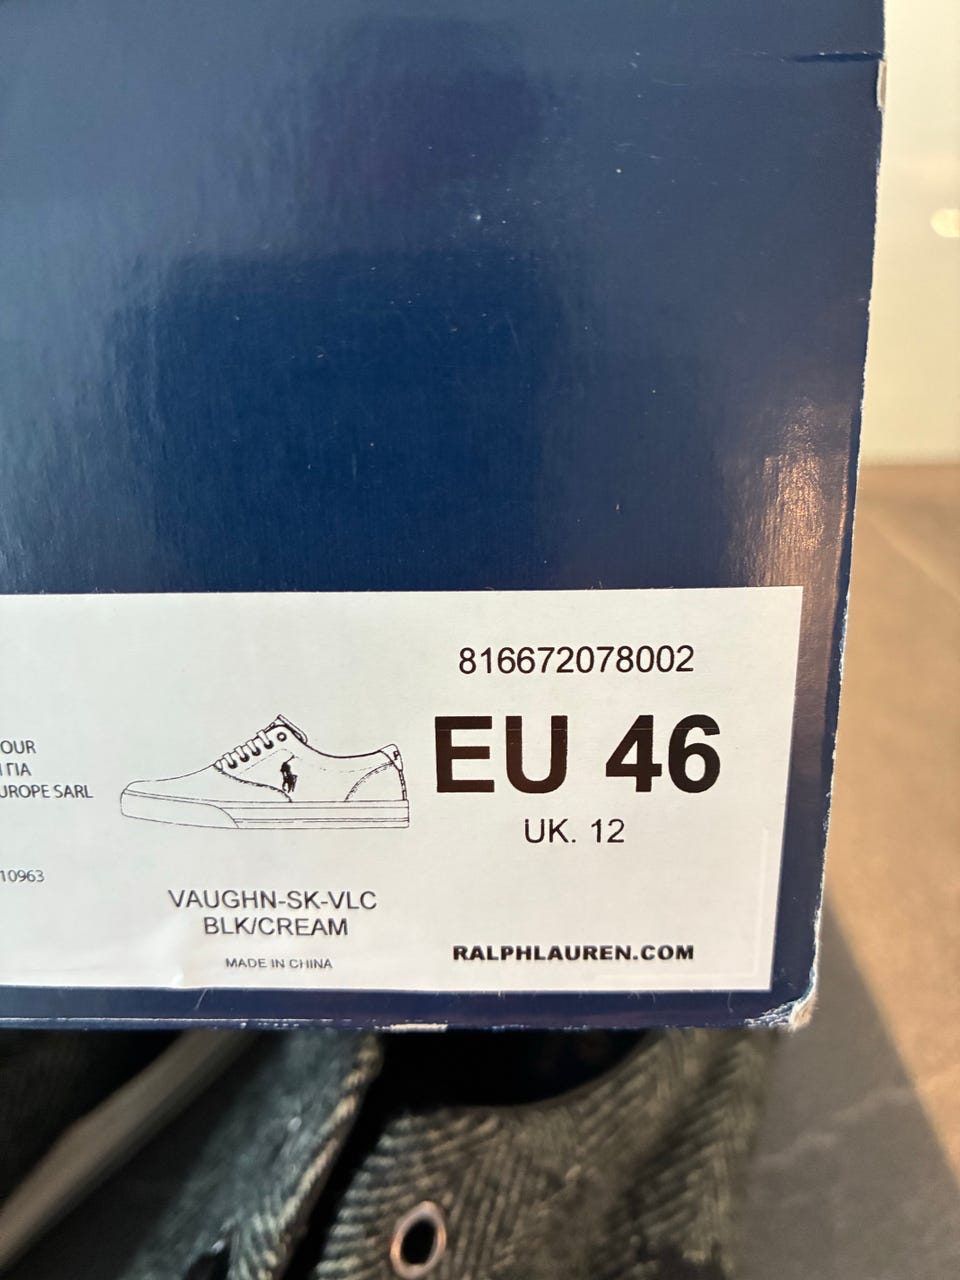 816672078002
EU 46
UK. 12
OUR
ΓΙΑ
UROPE SARL
10963
VAUGHN-SK-VLC
BLK/CREAM
MADE IN CHINA
RALPHLAUREN.COM